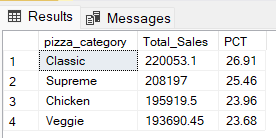 Results Messages
pizza_category Total_Sales PCT
1 Classic 220053.1 26.91
2 Supreme 208197 25.46
3 Chicken 195919.5 23.96
4 Veggie 193690.45 23.68